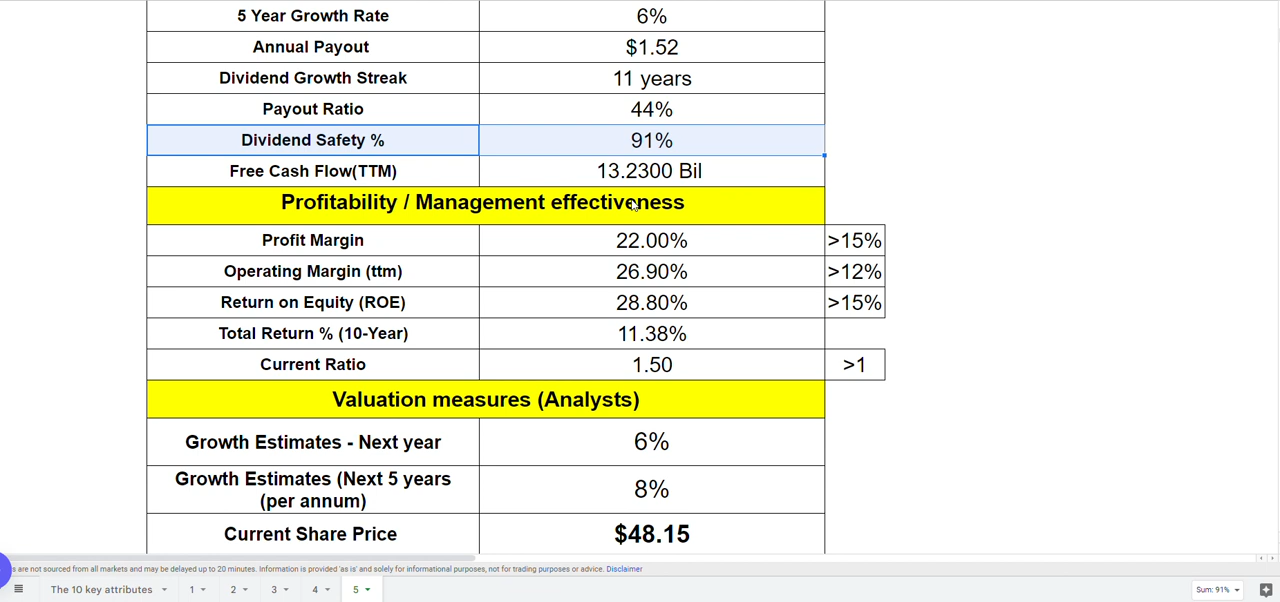 5 Year Growth Rate 6%
Annual Payout $1.52
Dividend Growth Streak 11 years
Payout Ratio 44%
Dividend Safety % 91%
Free Cash Flow(TTM) 13.2300 Bil
Profitability / Management effectiveness
Profit Margin 22.00% >15%
Operating Margin (ttm) 26.90% >12%
Return on Equity (ROE) 28.80% >15%
Total Return % (10-Year) 11.38%
Current Ratio 1.50 >1
Valuation measures (Analysts)
Growth Estimates - Next year 6%
Growth Estimates (Next 5 years
(per annum) 8%
Current Share Price $48.15
s are not sourced from all markets and may be delayed up to 20 minutes. Information is provided 'as is' and solely for informational purposes, not for trading purposes or advice. Disclaimer
The 10 key attributes 1 2 3 4 5 Sum: 91%